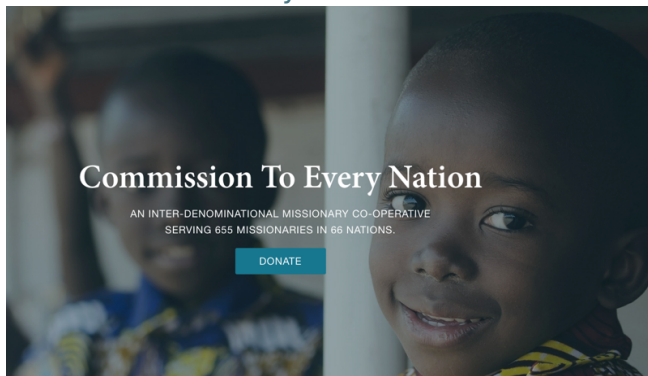 Commission To Every Nation
AN INTER-DENOMINATIONAL MISSIONARY CO-OPERATIVE
SERVING 655 MISSIONARIES IN 66 NATIONS.
DONATE